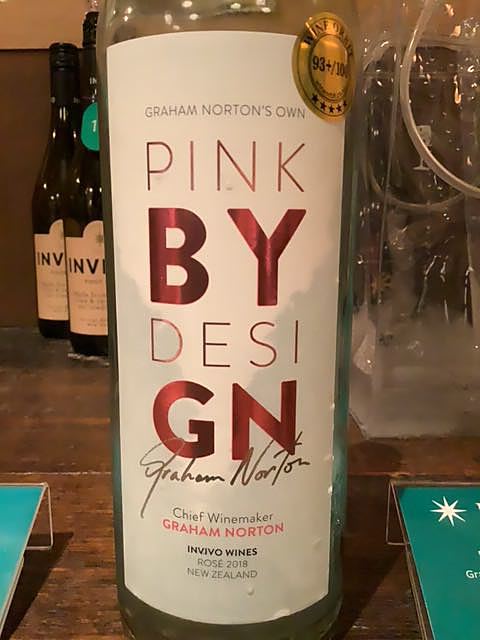 93+/100
GRAHAM NORTON'S OWN
PINK
BY
DESI
GN
Graham Norton
Chief Winemaker
GRAHAM NORTON
INVIVO WINES
ROSÉ 2018
NEW ZEALAND
INV
INVI